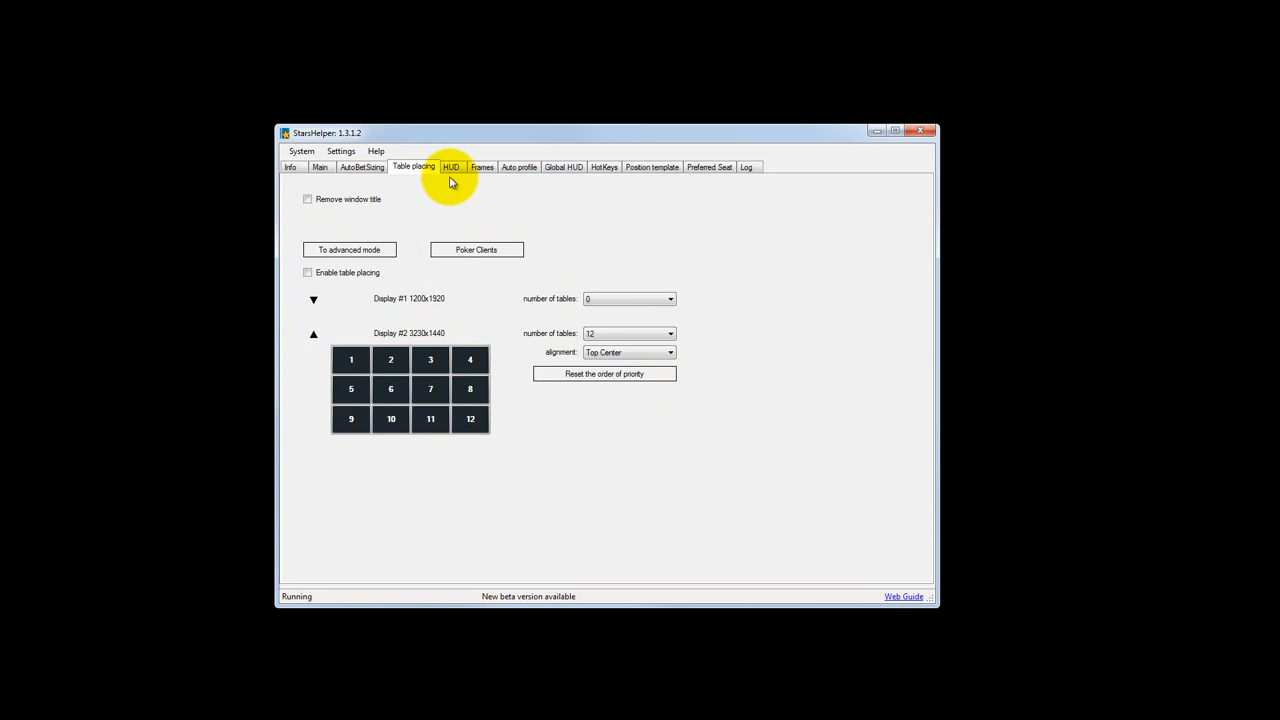 StarsHelper: 1.3.1.2
System Settings Help
Info Main AutoBetSizing Table placing HUD Frames Auto profile Global HUD HotKeys Position template Preferred Seat Log
Remove window title
To advanced mode Poker Clients
Enable table placing
Display #1 1200x1920 number of tables: 0
Display #2 3230x1440 number of tables: 12
alignment: Top Center
Reset the order of priority
1 2 3 4
5 6 7 8
9 10 11 12
Running New beta version available Web Guide